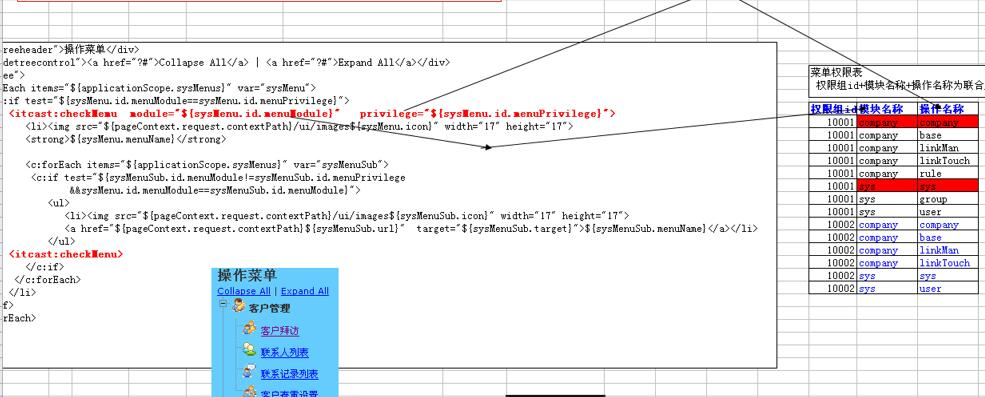 reeheader">操作菜单</div>
detreecontrol"><a href="?#">Collapse All</a> | <a href="?#">Expand All</a></div>
ee">
Each items="${applicationScope.sysMenus}" var="sysMenu">
:if test="${sysMenu.id.menuModule==sysMenu.id.menuPrivilege}">
<itcast:checkMemu module="${sysMenu.id.menuModule}" privilege="${sysMenu.id.menuPrivilege}">
<li><img src="${pageContext.request.contextPath}/ui/images${sysMenu.icon}" width="17" height="17">
<strong>${sysMenu.menuName}</strong>
<c:forEach items="${applicationScope.sysMenus}" var="sysMenuSub">
<c:if test="${sysMenuSub.id.menuModule!=sysMenuSub.id.menuPrivilege
&&sysMenu.id.menuModule==sysMenuSub.id.menuModule}">
<ul>
<li><img src="${pageContext.request.contextPath}/ui/images${sysMenuSub.icon}" width="17" height="17">
<a href="${pageContext.request.contextPath}${sysMenuSub.url}" target="${sysMenuSub.target}">${sysMenuSub.menuName}</a></li>
</ul>
<itcast:checkMenu>
</c:if>
</c:forEach>
</li>
f>
rEach>
操作菜单
Collapse All | Expand All
客户管理
客户拜访
联系人列表
联系记录列表
客户查重设置
菜单权限表
权限组id+模块名称+操作名称为联合
权限组id 模块名称 操作名称
10001 company company
10001 company base
10001 company linkMan
10001 company linkTouch
10001 company rule
10001 sys sys
10001 sys group
10001 sys user
10002 company company
10002 company base
10002 company linkMan
10002 company linkTouch
10002 sys sys
10002 sys user